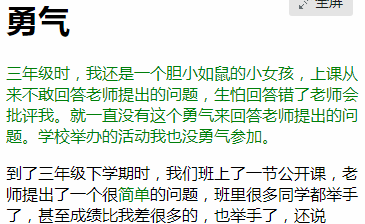 全屏
勇气
三年级时，我还是一个胆小如鼠的小女孩，上课从
来不敢回答老师提出的问题，生怕回答错了老师会
批评我。就一直没有这个勇气来回答老师提出的问
题。学校举办的活动我也没勇气参加。
到了三年级下学期时，我们班上了一节公开课，老
师提出了一个很简单的问题，班里很多同学都举手
了，甚至成绩比我差很多的，也举手了，还说